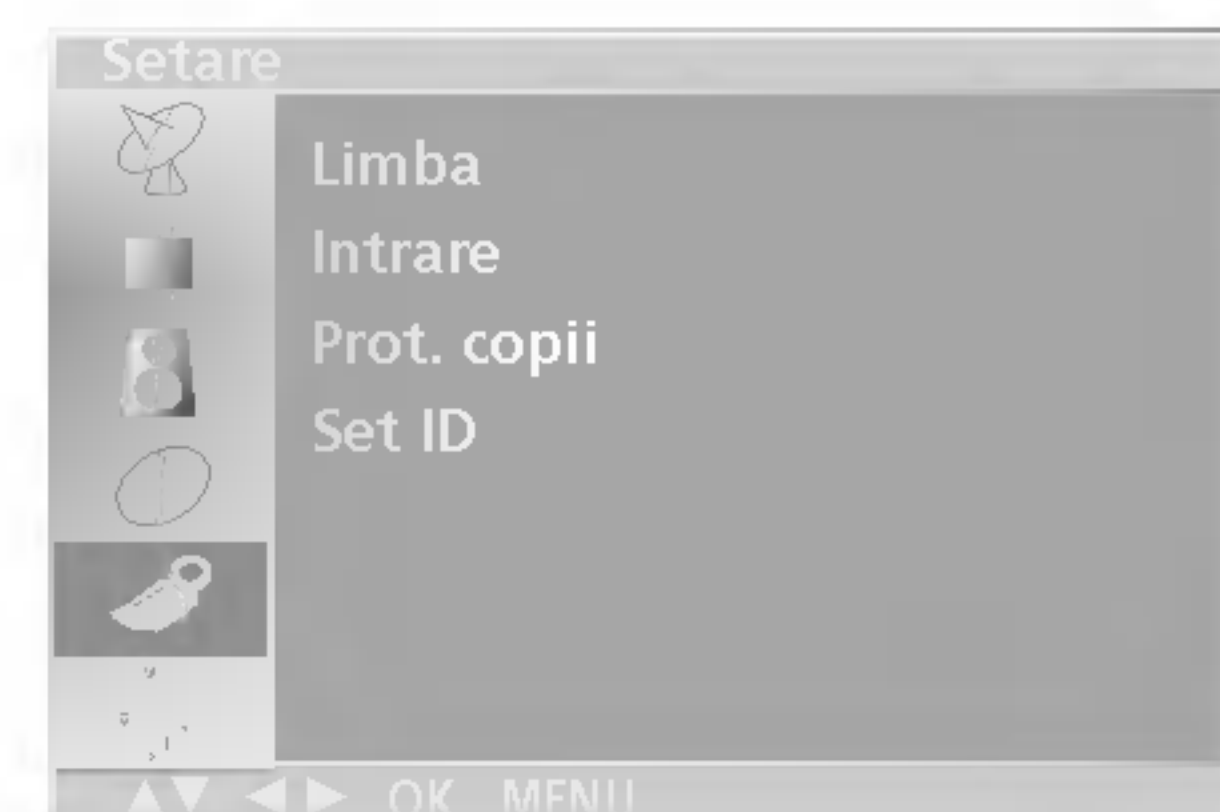 Setare
Limba
Intrare
Prot. copii
Set ID
OK MENU